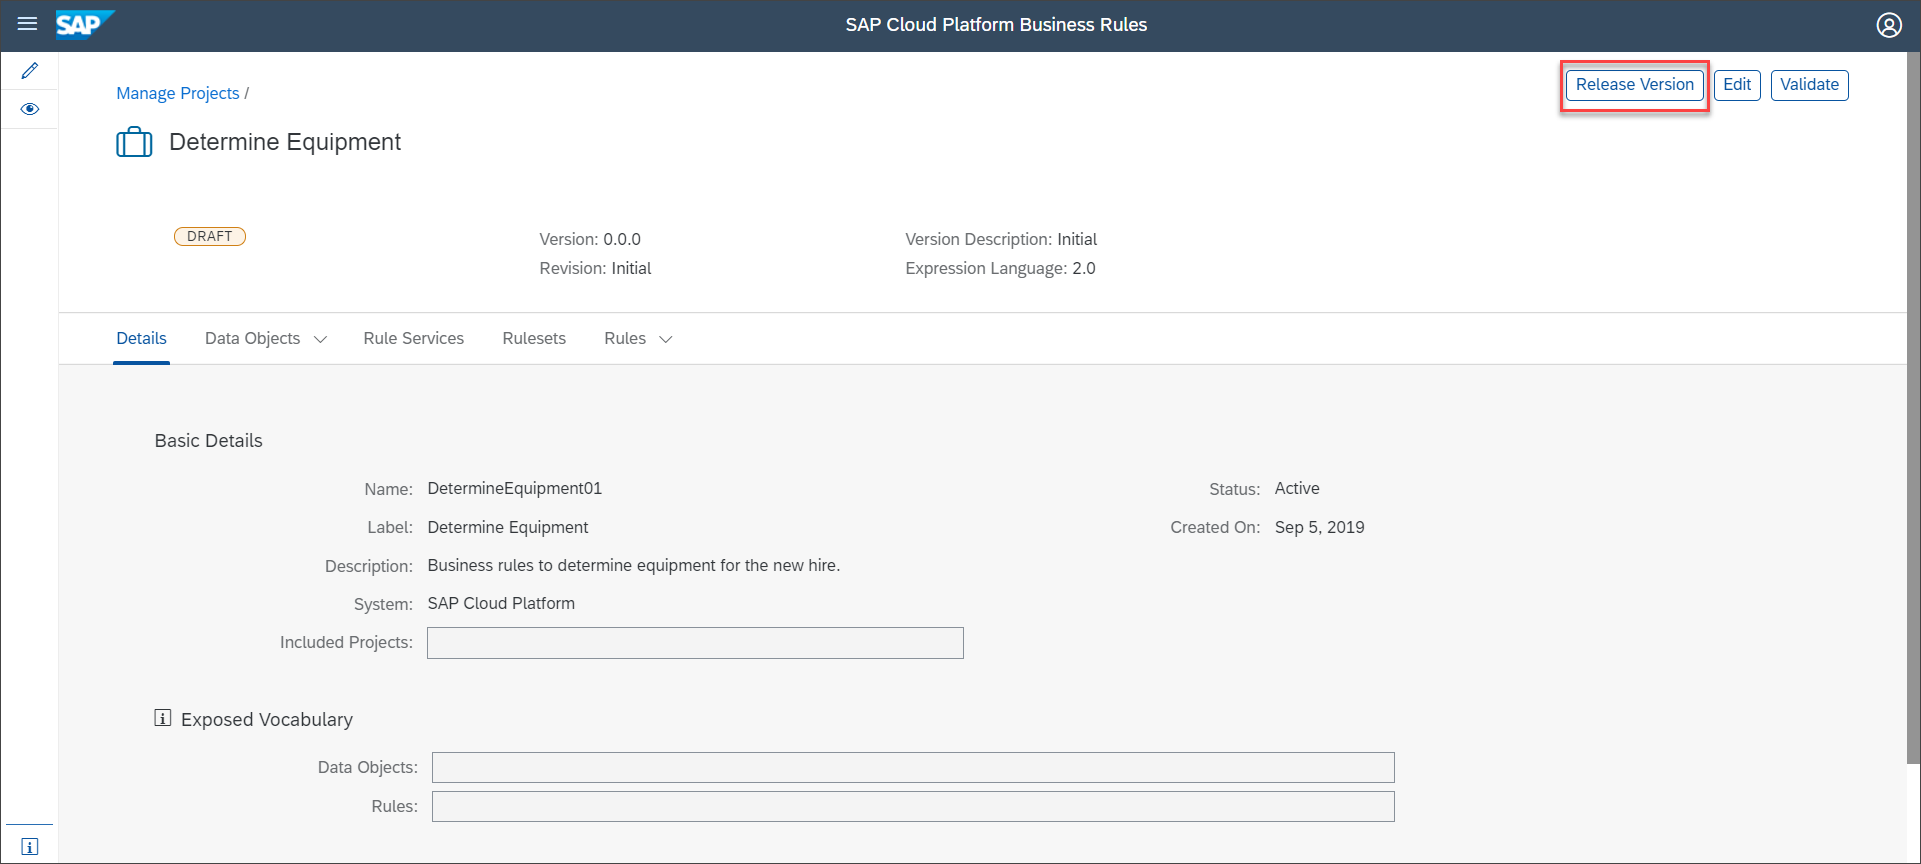 SAP
SAP Cloud Platform Business Rules
Manage Projects /
Release Version
Edit
Validate
Determine Equipment
DRAFT
Version: 0.0.0
Version Description: Initial
Revision: Initial
Expression Language: 2.0
Details
Data Objects
Rule Services
Rulesets
Rules
Basic Details
Name: DetermineEquipment01
Status: Active
Label: Determine Equipment
Created On: Sep 5, 2019
Description: Business rules to determine equipment for the new hire.
System: SAP Cloud Platform
Included Projects:
Exposed Vocabulary
Data Objects:
Rules: